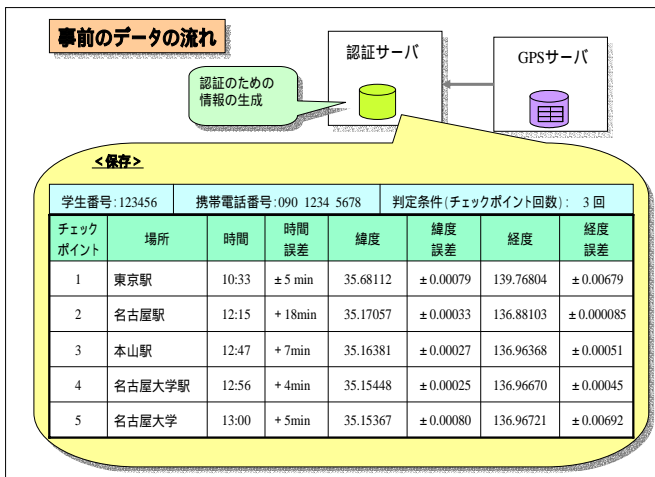 事前のデータの流れ
認証サーバ
GPSサーバ
認証のための
情報の生成
<保存>
学生番号:123456 携帯電話番号:090 1234 5678 判定条件(チェックポイント回数): 3 回
チェックポイント 場所 時間 時間誤差 緯度 緯度誤差 経度 経度誤差
1 東京駅 10:33 ±5 min 35.68112 ±0.00079 139.76804 ±0.00679
2 名古屋駅 12:15 +18min 35.17057 ±0.00033 136.88103 ±0.000085
3 本山駅 12:47 +7min 35.16381 ±0.00027 136.96368 ±0.00051
4 名古屋大学駅 12:56 +4min 35.15448 ±0.00025 136.96670 ±0.00045
5 名古屋大学 13:00 +5min 35.15367 ±0.00080 136.96721 ±0.00692